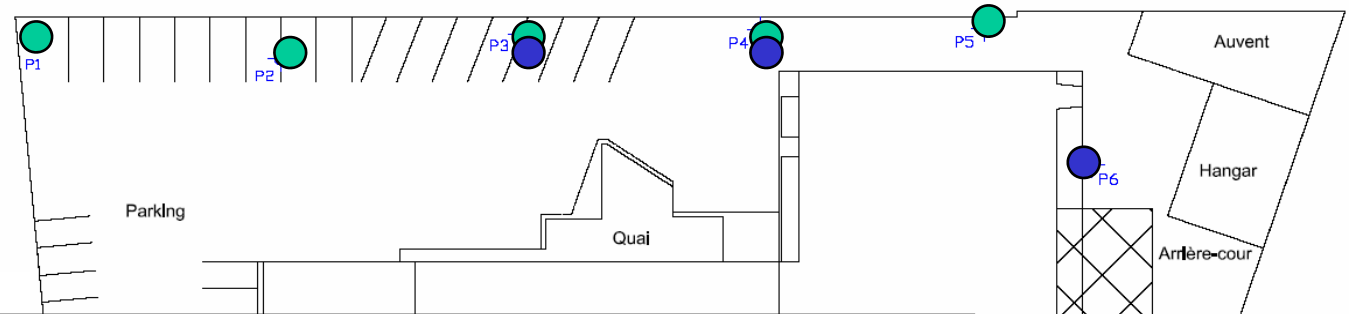 P1
P2
P3
P4
P5
Auvent
P6
Hangar
Parking
Quai
Arrière-cour